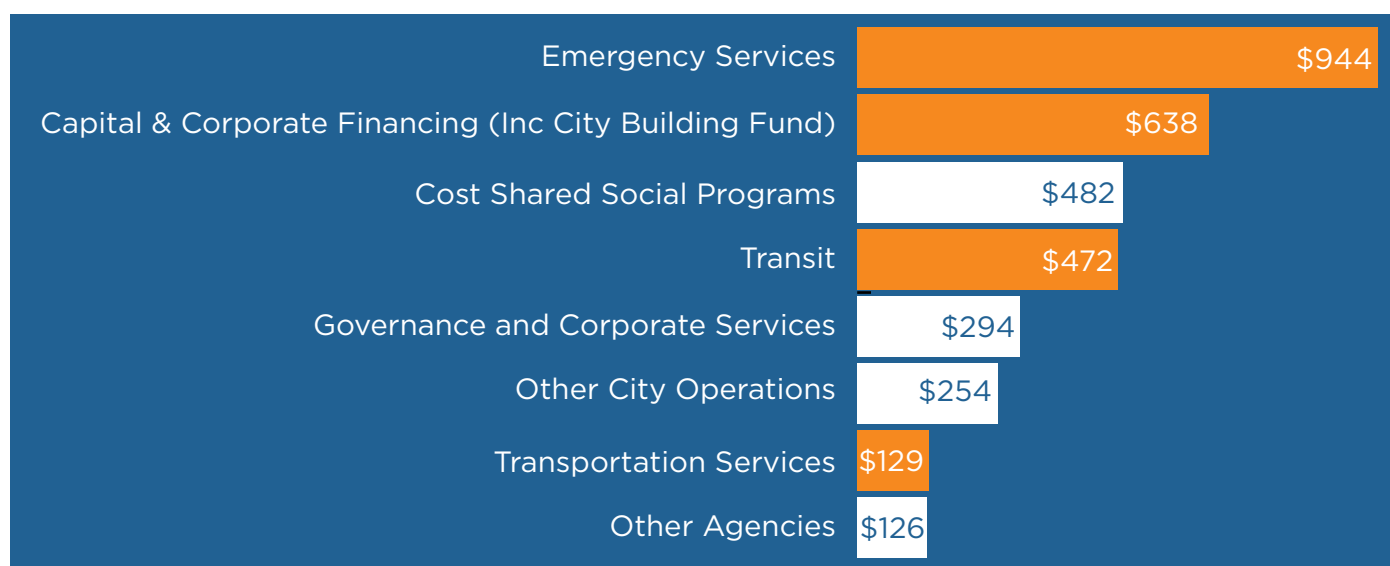 Emergency Services $944
Capital & Corporate Financing (Inc City Building Fund) $638
Cost Shared Social Programs $482
Transit $472
Governance and Corporate Services $294
Other City Operations $254
Transportation Services $129
Other Agencies $126